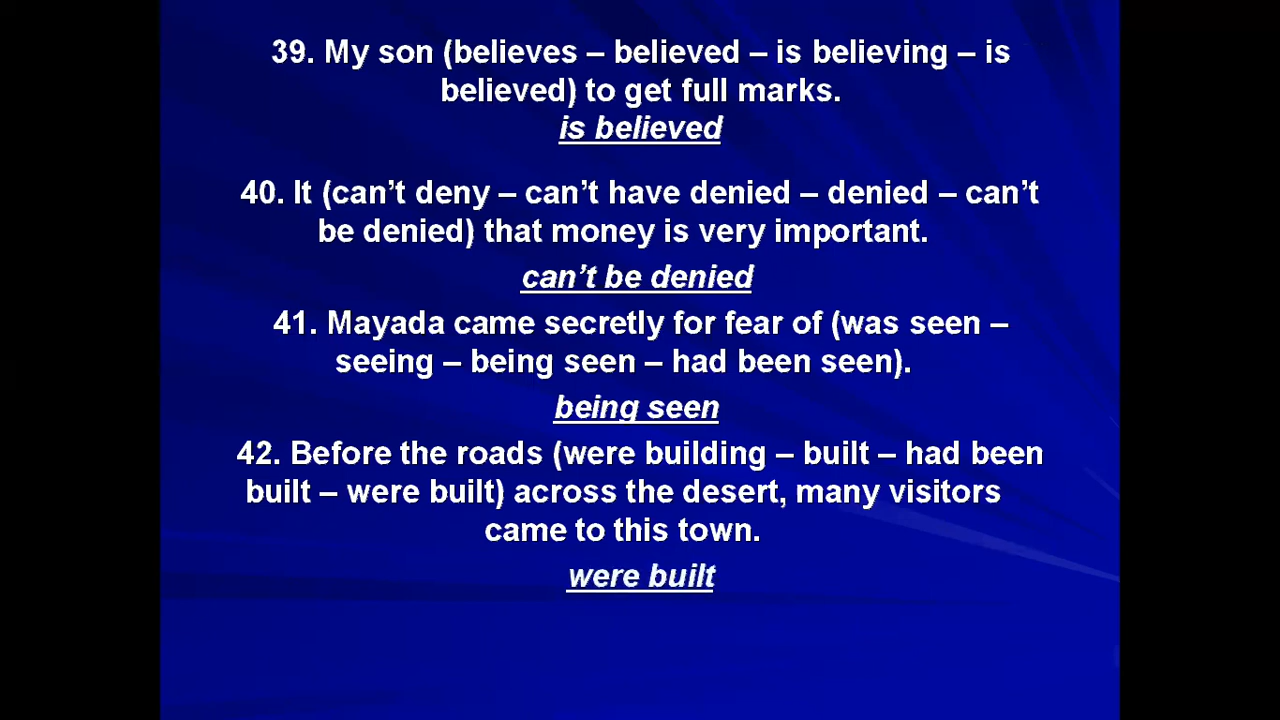 39. My son (believes – believed – is believing – is
believed) to get full marks.
is believed
40. It (can’t deny – can’t have denied – denied – can’t
be denied) that money is very important.
can’t be denied
41. Mayada came secretly for fear of (was seen –
seeing – being seen – had been seen).
being seen
42. Before the roads (were building – built – had been
built – were built) across the desert, many visitors
came to this town.
were built